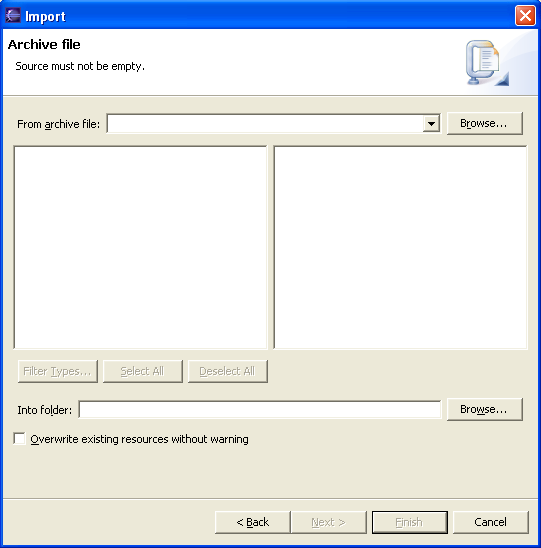 Import
Archive file
Source must not be empty.
From archive file:
Browse...
Filter Types...
Select All
Deselect All
Into folder:
Browse...
Overwrite existing resources without warning
< Back
Next >
Finish
Cancel